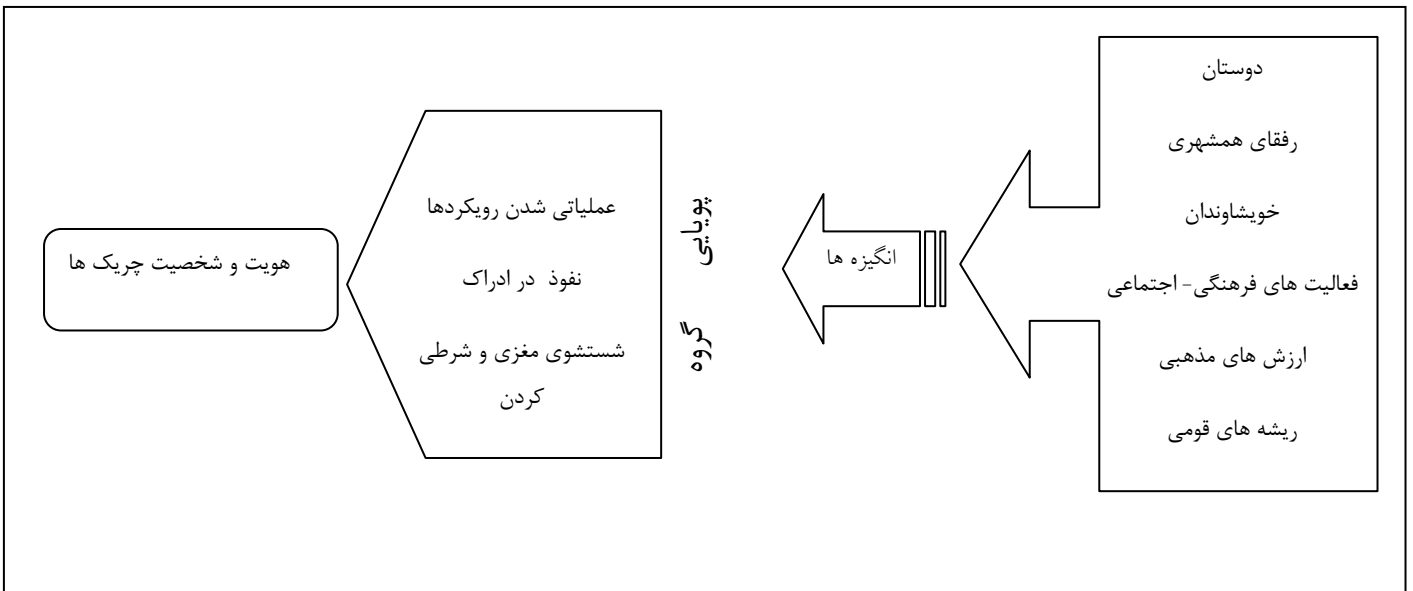 دوستان
رفقای همشهری
خویشاوندان
فعالیت های فرهنگی- اجتماعی
ارزش های مذهبی
ریشه های قومی
انگیزه ها
پویایی
گروه
عملیاتی شدن رویکردها
نفوذ در ادراک
شستشوی مغزی و شرطی
کردن
هویت و شخصیت چریک ها